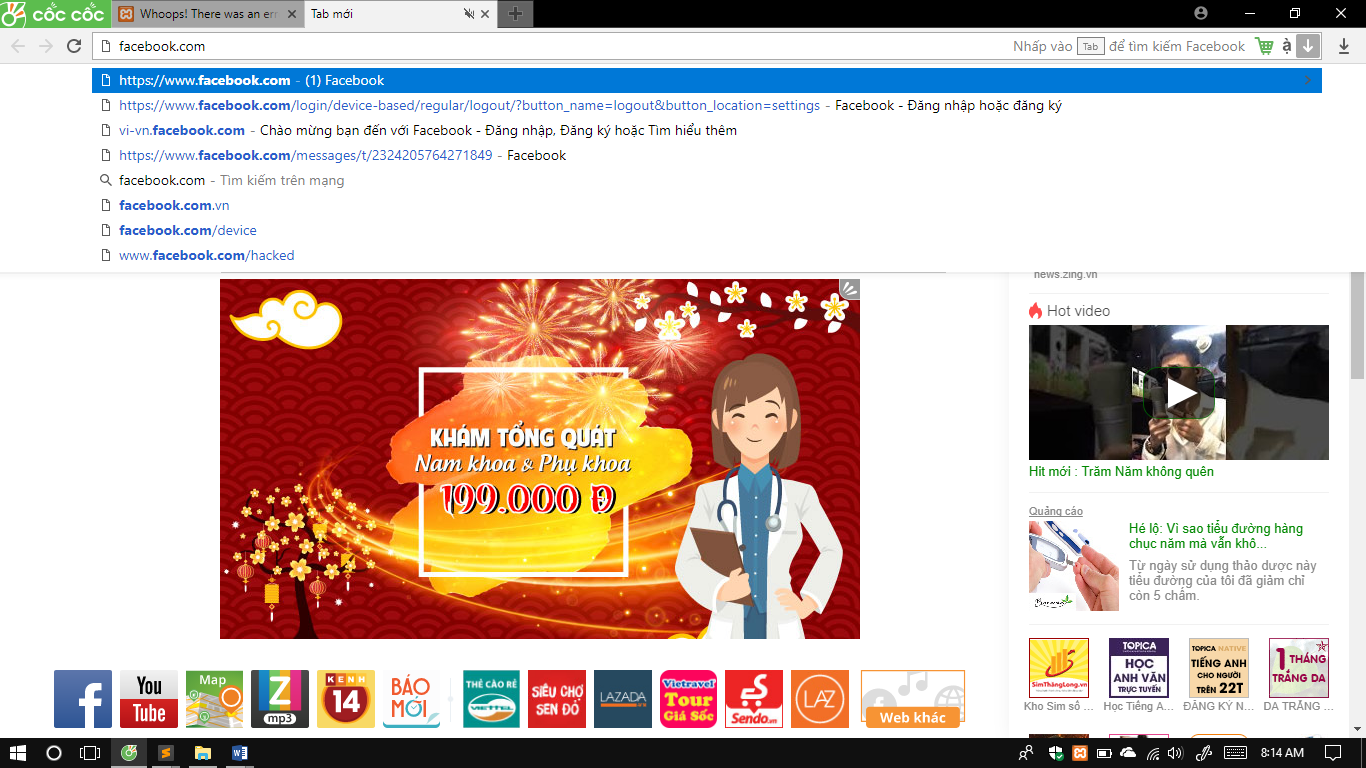 cốc cốc
Whoops! There was an err
Tab mới
facebook.com
Nhấp vào Tab để tìm kiếm Facebook
https://www.facebook.com - (1) Facebook
https://www.facebook.com/login/device-based/regular/logout/?button_name=logout&button_location=settings - Facebook - Đăng nhập hoặc đăng ký
vi-vn.facebook.com - Chào mừng bạn đến với Facebook - Đăng nhập, Đăng ký hoặc Tìm hiểu thêm
https://www.facebook.com/messages/t/2324205764271849 - Facebook
facebook.com - Tìm kiếm trên mạng
facebook.com.vn
facebook.com/device
www.facebook.com/hacked
news.zing.vn
KHÁM TỔNG QUÁT
Nam khoa & Phụ khoa
199.000 Đ
Hot video
Hit mới : Trăm Năm không quên
Quảng cáo
Hé lộ: Vì sao tiểu đường hàng
chục năm mà vẫn khô...
Từ ngày sử dụng thảo dược này
tiểu đường của tôi đã giảm chỉ
còn 5 chấm.
SimThăngLong.vn
Kho Sim số ...
TOPICA
HỌC
ANH VĂN
TRỰC TUYẾN
Học Tiếng A...
TOPICA NATIVE
TIẾNG ANH
CHO NGƯỜI
TRÊN 22T
ĐĂNG KÝ N...
1 THÁNG
TRẮNG DA
DA TRẮNG ...
f
You
Tube
Map
Z
mp3
KENH
14
BÁO
MỚI
THẺ CÀO RẺ
VIETTEL
SIÊU CHỢ
SEN ĐỎ
LAZADA
Vietravel
Tour
Giá Sốc
Sendo.vn
LAZ
Web khác
8:14 AM